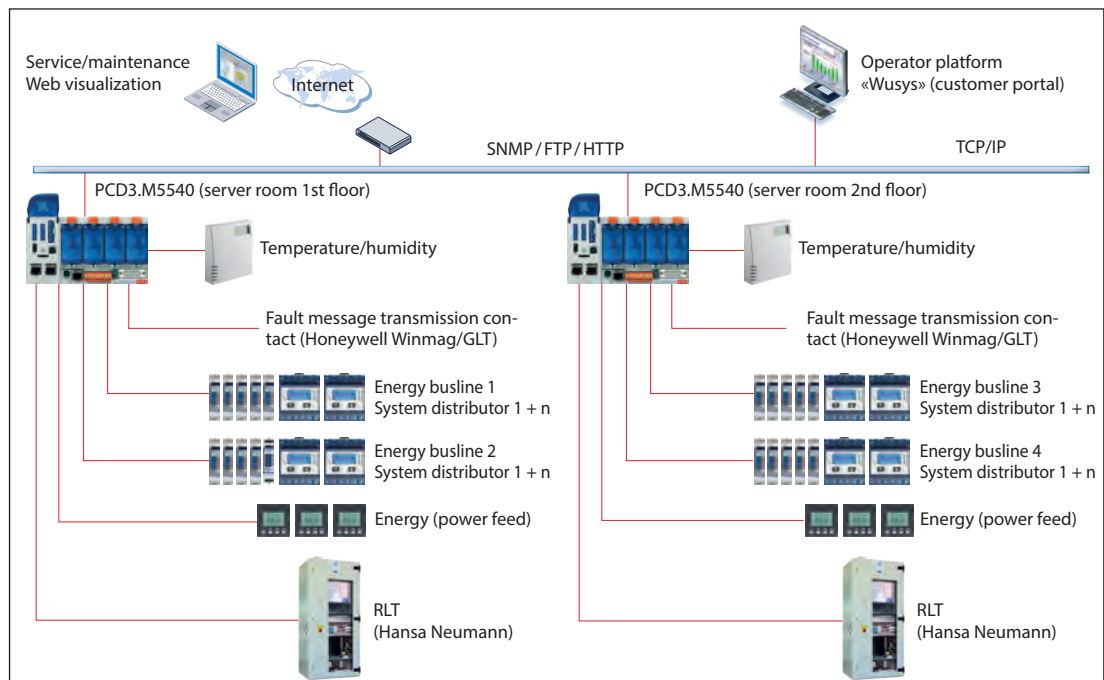 Service/maintenance
Web visualization
Internet
Operator platform
«Wusys» (customer portal)
SNMP / FTP / HTTP
TCP/IP
PCD3.M5540 (server room 1st floor)
Temperature/humidity
Fault message transmission con-
tact (Honeywell Winmag/GLT)
Energy busline 1
System distributor 1 + n
Energy busline 2
System distributor 1 + n
Energy (power feed)
RLT
(Hansa Neumann)
PCD3.M5540 (server room 2nd floor)
Temperature/humidity
Fault message transmission con-
tact (Honeywell Winmag/GLT)
Energy busline 3
System distributor 1 + n
Energy busline 4
System distributor 1 + n
Energy (power feed)
RLT
(Hansa Neumann)